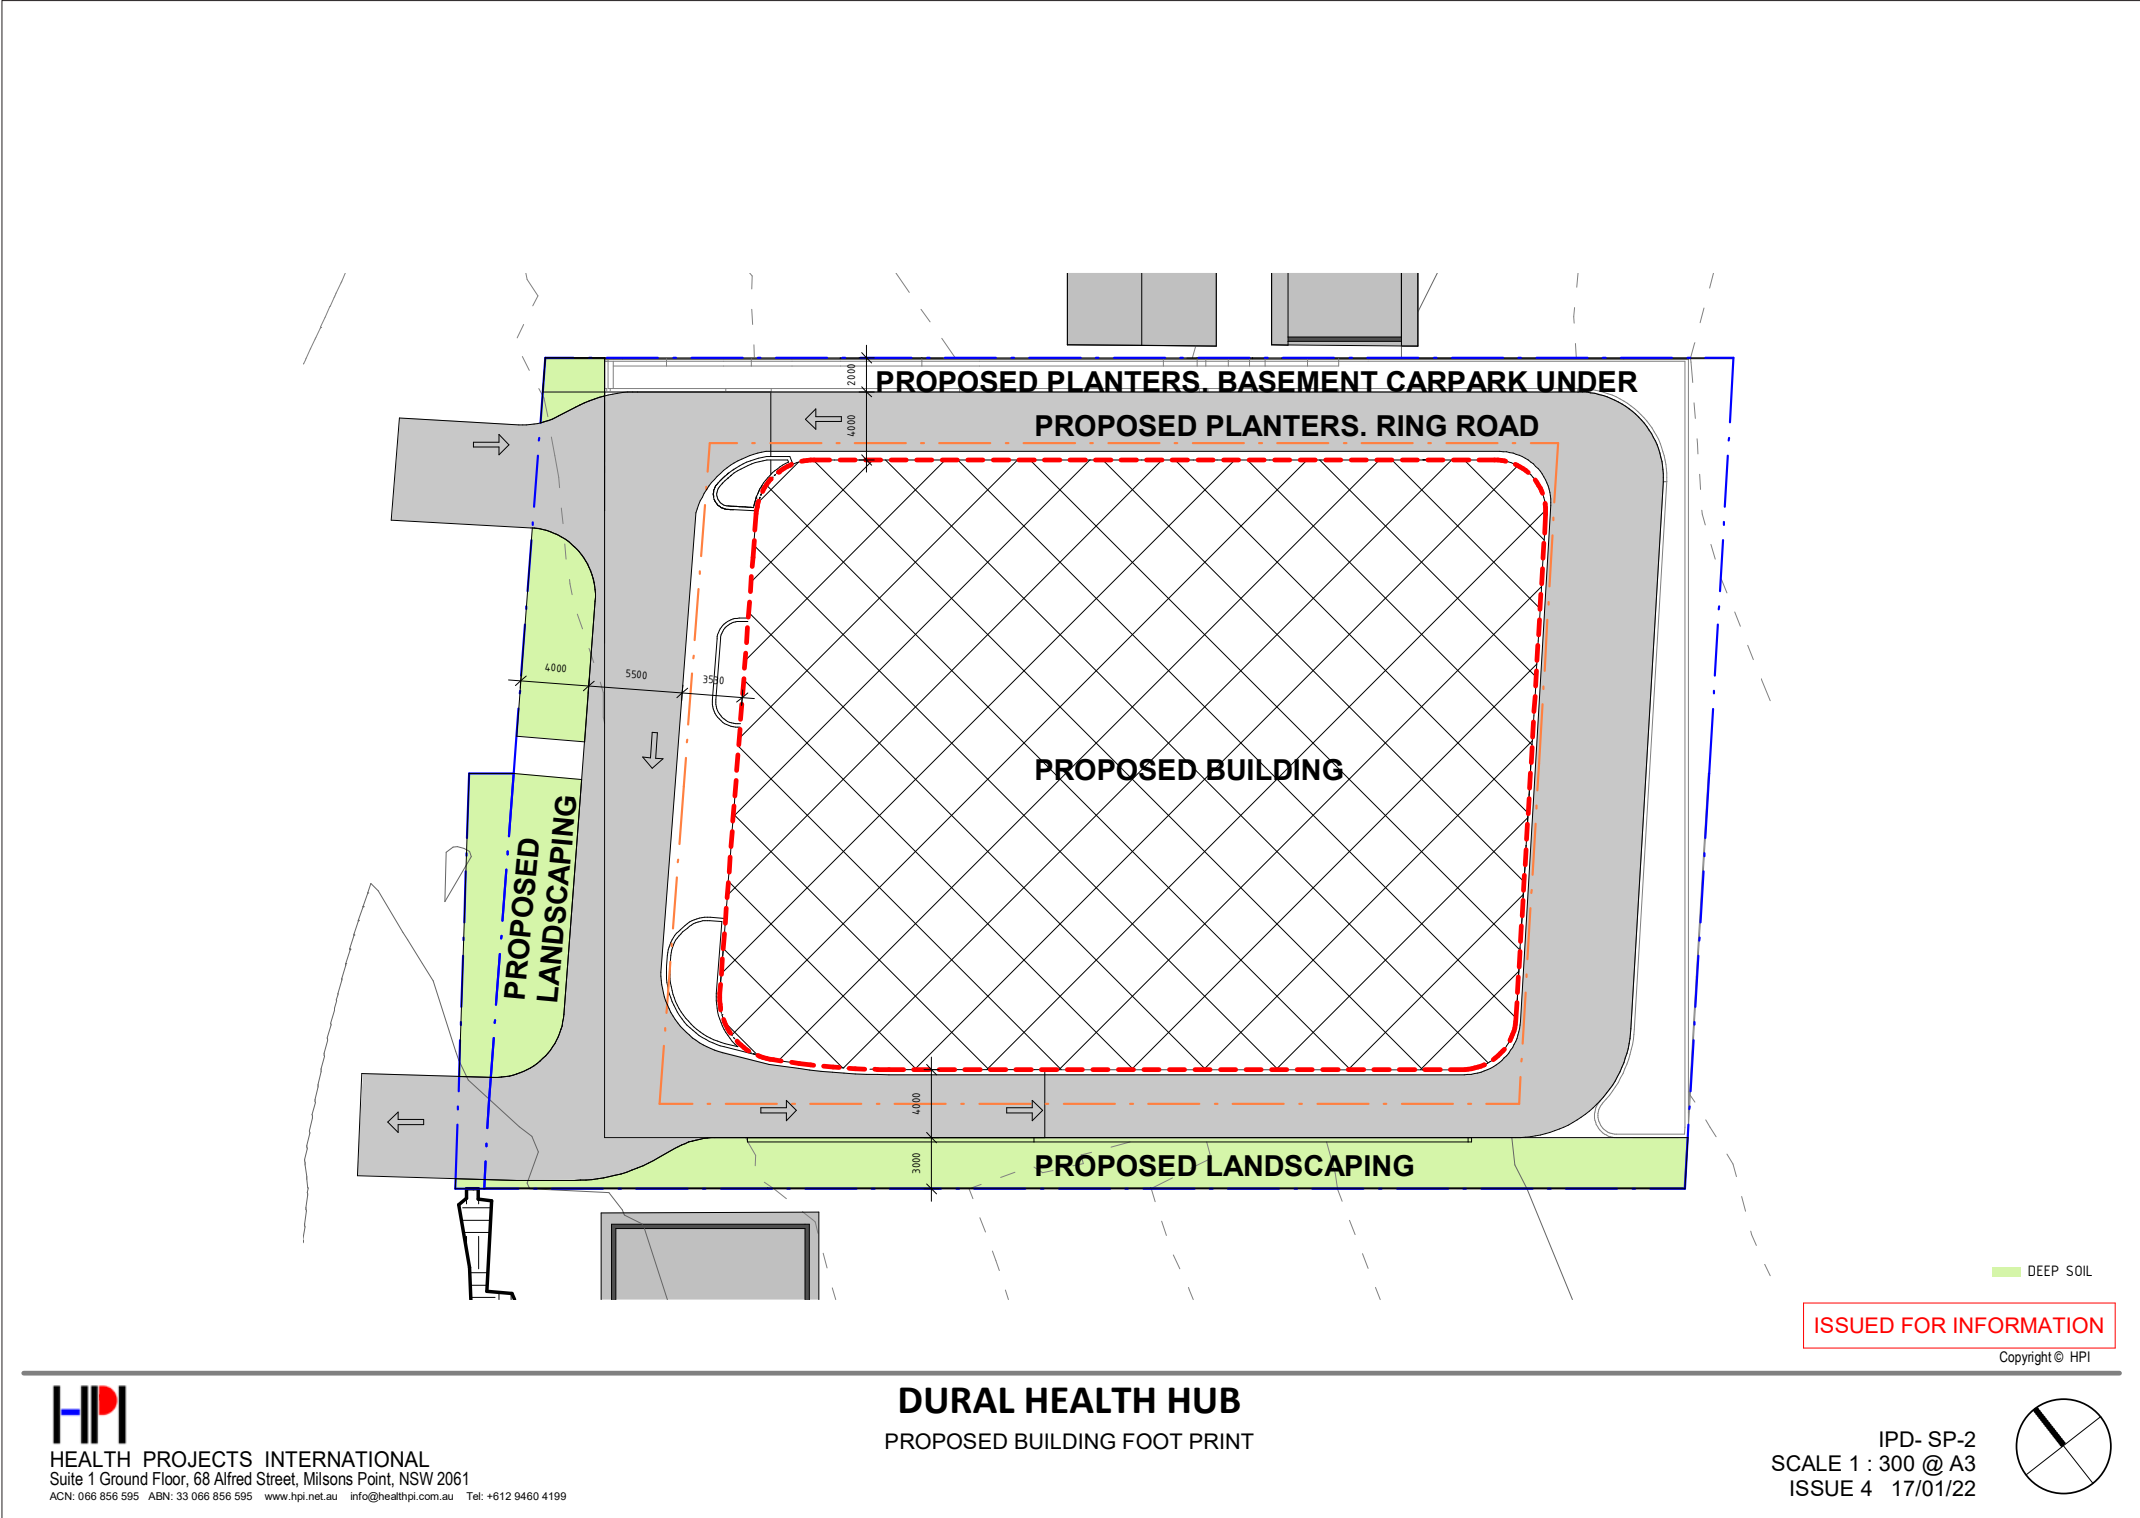 2000
PROPOSED PLANTERS. BASEMENT CARPARK UNDER
4000
PROPOSED PLANTERS. RING ROAD
4000
5500
PROPOSED BUILDING
PROPOSED
LANDSCAPING
4000
3000
PROPOSED LANDSCAPING
DEEP SOIL
ISSUED FOR INFORMATION
Copyright © HPI
HPI
HEALTH PROJECTS INTERNATIONAL
Suite 1 Ground Floor, 68 Alfred Street, Milsons Point, NSW 2061
ACN: 066 856 595 ABN: 33 066 856 595 www.hpi.net.au info@healthpi.com.au Tel: +612 9460 4199
DURAL HEALTH HUB
PROPOSED BUILDING FOOT PRINT
IPD- SP-2
SCALE 1 : 300 @ A3
ISSUE 4 17/01/22